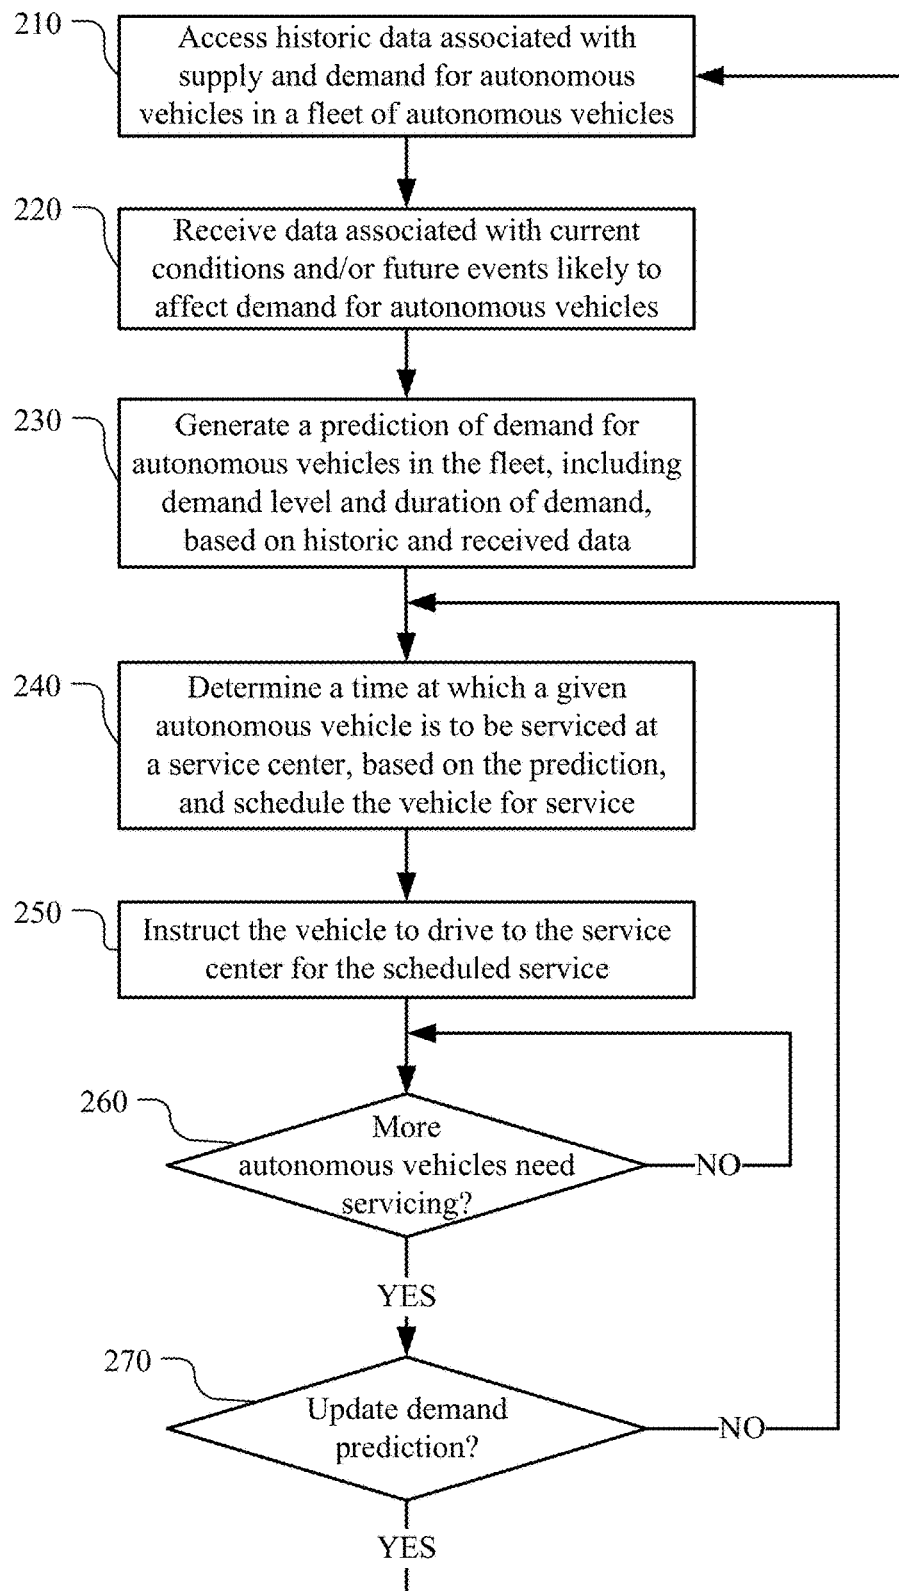 210
Access historic data associated with
supply and demand for autonomous
vehicles in a fleet of autonomous vehicles
220
Receive data associated with current
conditions and/or future events likely to
affect demand for autonomous vehicles
230
Generate a prediction of demand for
autonomous vehicles in the fleet, including
demand level and duration of demand,
based on historic and received data
240
Determine a time at which a given
autonomous vehicle is to be serviced at
a service center, based on the prediction,
and schedule the vehicle for service
250
Instruct the vehicle to drive to the service
center for the scheduled service
260
More
autonomous vehicles need
servicing?
NO
YES
270
Update demand
prediction?
NO
YES